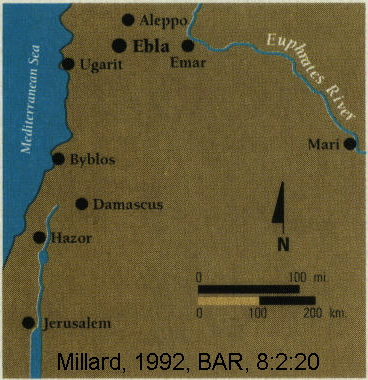 Aleppo
Ebla
Emar
Euphrates River
Mediterranean Sea
Ugarit
Mari
Byblos
Damascus
Hazor
N
0 100 mi.
0 100 200 km.
Jerusalem
Millard, 1992, BAR, 8:2:20